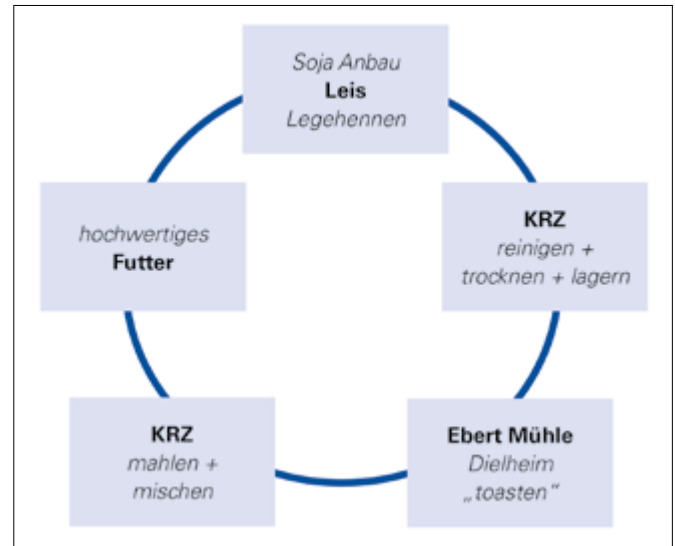 Soja Anbau
Leis
Legehennen
KRZ
reinigen +
trocknen + lagern
Ebert Mühle
Dielheim
„toasten“
KRZ
mahlen +
mischen
hochwertiges
Futter